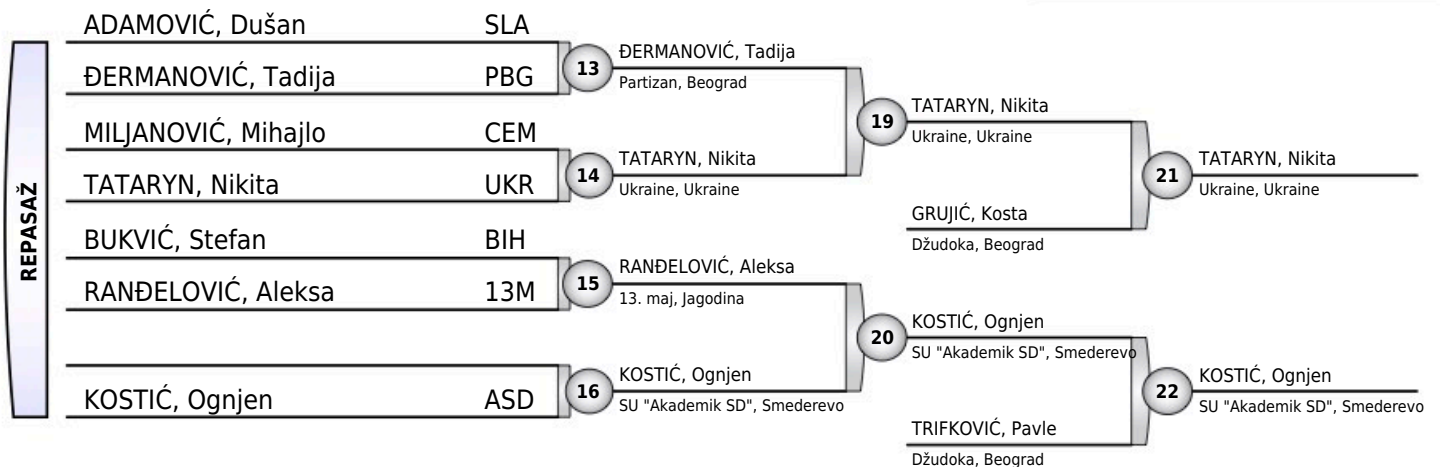 REPASAŽ
ADAMOVIĆ, Dušan SLA
ĐERMANOVIĆ, Tadija PBG
MILJANOVIĆ, Mihajlo CEM
TATARYN, Nikita UKR
BUKVIĆ, Stefan BIH
RANĐELOVIĆ, Aleksa 13M
KOSTIĆ, Ognjen ASD
13
ĐERMANOVIĆ, Tadija
Partizan, Beograd
14
TATARYN, Nikita
Ukraine, Ukraine
15
RANĐELOVIĆ, Aleksa
13. maj, Jagodina
16
KOSTIĆ, Ognjen
SU "Akademik SD", Smederevo
19
TATARYN, Nikita
Ukraine, Ukraine
GRUJIĆ, Kosta
Džudoka, Beograd
20
KOSTIĆ, Ognjen
SU "Akademik SD", Smederevo
TRIFKOVIĆ, Pavle
Džudoka, Beograd
21
TATARYN, Nikita
Ukraine, Ukraine
22
KOSTIĆ, Ognjen
SU "Akademik SD", Smederevo